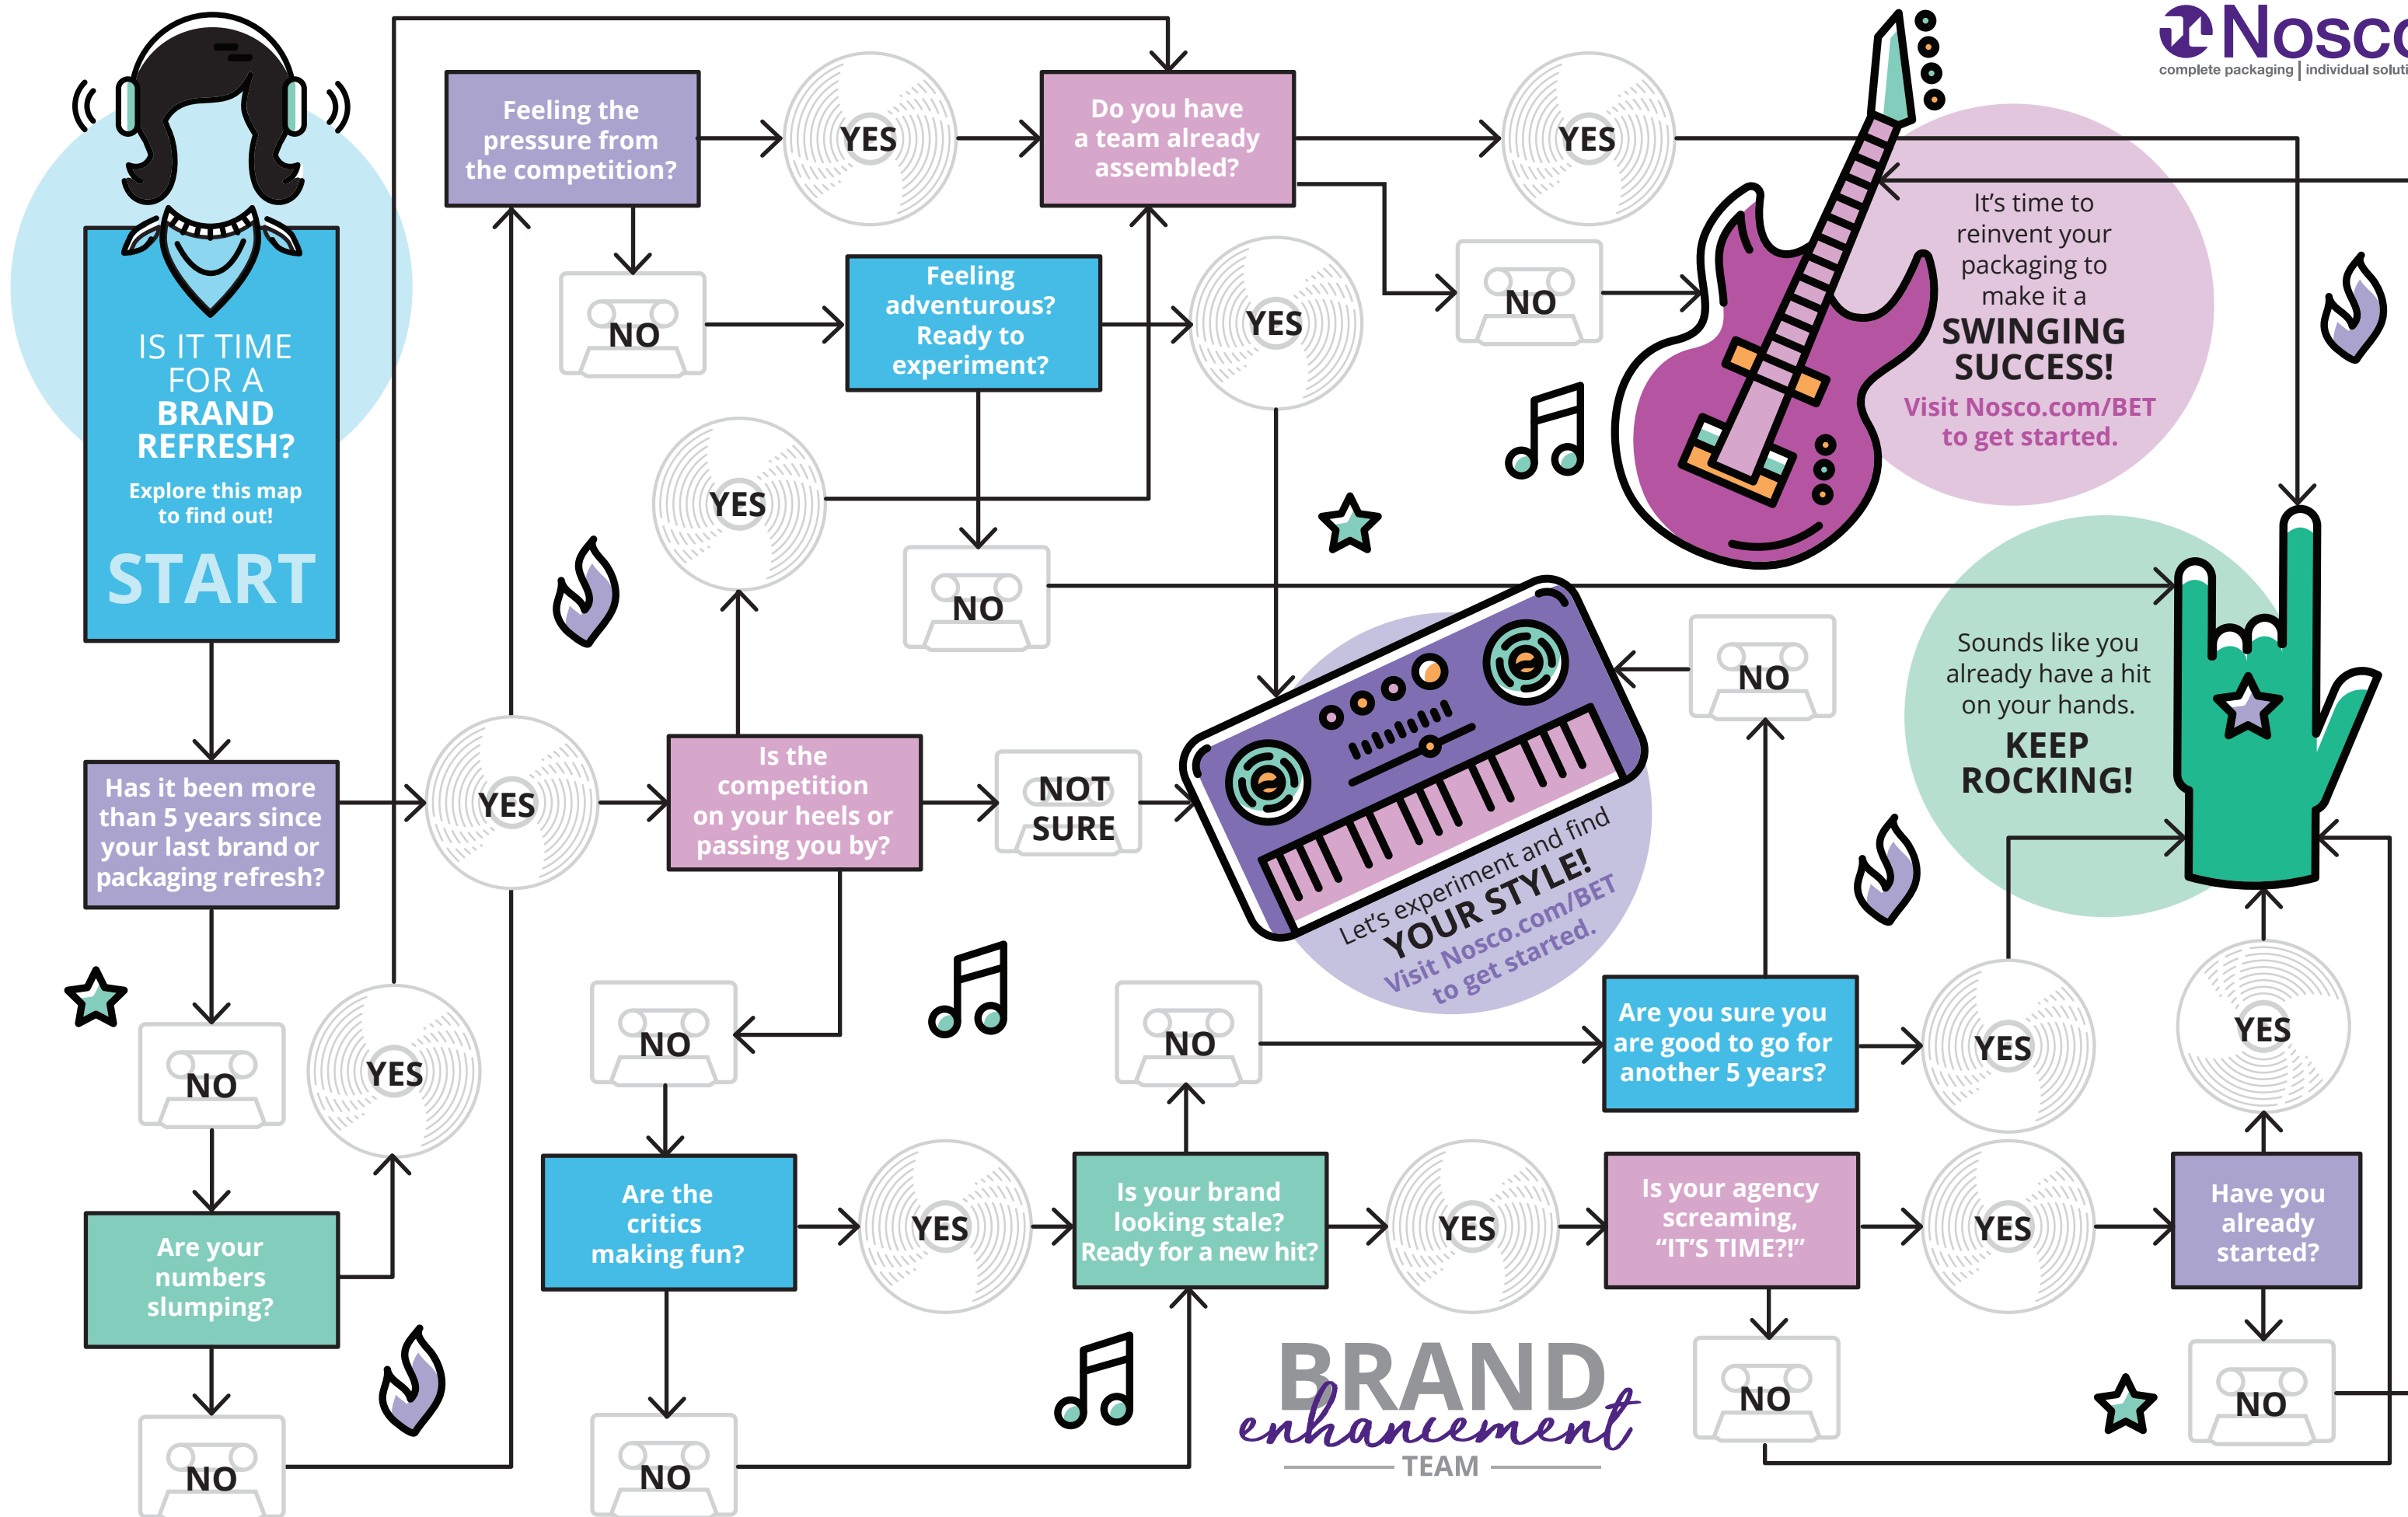 Nosco
complete packaging | individual soluti
IS IT TIME
FOR A
BRAND
REFRESH?
Explore this map
to find out!
START
Feeling the
pressure from
the competition?
YES
Do you have
a team already
assembled?
YES
NO
Feeling
adventurous?
Ready to
experiment?
YES
NO
It’s time to
reinvent your
packaging to
make it a
SWINGING
SUCCESS!
Visit Nosco.com/BET
to get started.
YES
NO
NO
Sounds like you
already have a hit
on your hands.
KEEP
ROCKING!
Has it been more
than 5 years since
your last brand or
packaging refresh?
YES
Is the
competition
on your heels or
passing you by?
NOT
SURE
Let’s experiment and find
YOUR STYLE!
Visit Nosco.com/BET
to get started.
NO
YES
NO
NO
Are you sure you
are good to go for
another 5 years?
YES
YES
Are your
numbers
slumping?
Are the
critics
making fun?
YES
Is your brand
looking stale?
Ready for a new hit?
YES
Is your agency
screaming,
“IT’S TIME?!”
YES
Have you
already
started?
NO
NO
BRAND
enhancement
TEAM
NO
NO